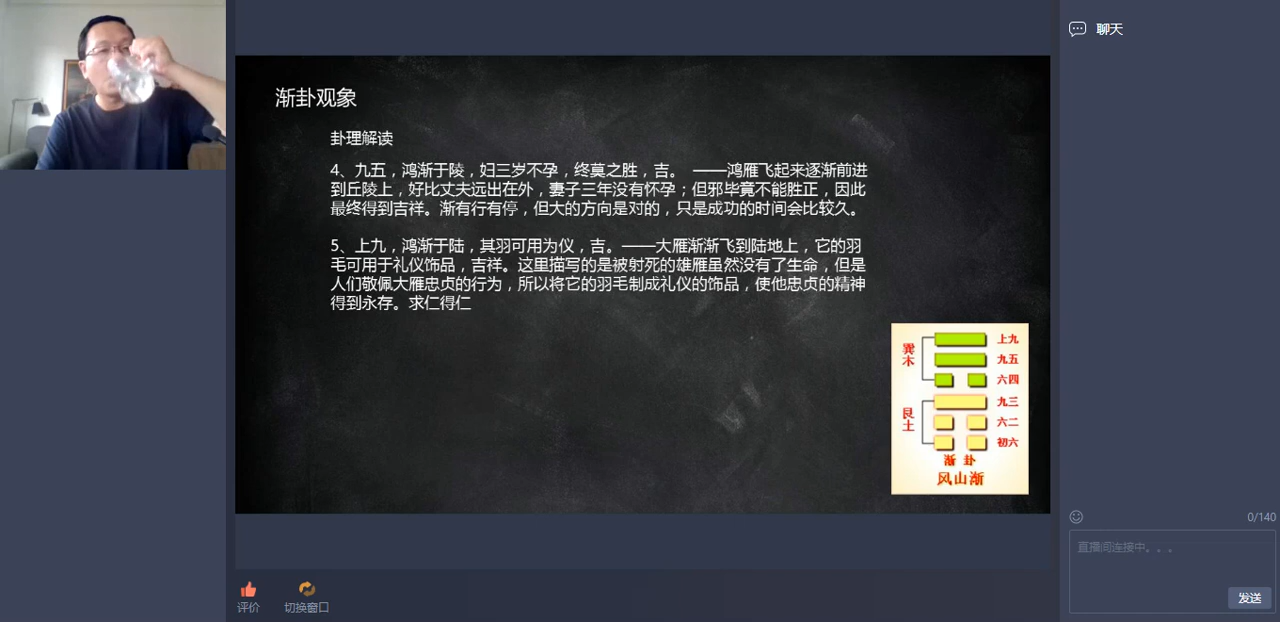 聊天
渐卦观象
卦理解读
4、九五，鸿渐于陵，妇三岁不孕，终莫之胜，吉。 ——鸿雁飞起来逐渐前进
到丘陵上，好比丈夫远出在外，妻子三年没有怀孕；但邪毕竟不能胜正，因此
最终得到吉祥。渐有行有停，但大的方向是对的，只是成功的时间会比较久。
5、上九，鸿渐于陆，其羽可用为仪，吉。——大雁渐渐飞到陆地上，它的羽
毛可用于礼仪饰品，吉祥。这里描写的是被射死的雄雁虽然没有了生命，但是
人们敬佩大雁忠贞的行为，所以将它的羽毛制成礼仪的饰品，使他忠贞的精神
得到永存。求仁得仁
巽木
上九
九五
六四
艮土
九三
六二
初六
渐 卦
风山渐
0/140
直播间连接中。。。
发送
评价
切换窗口